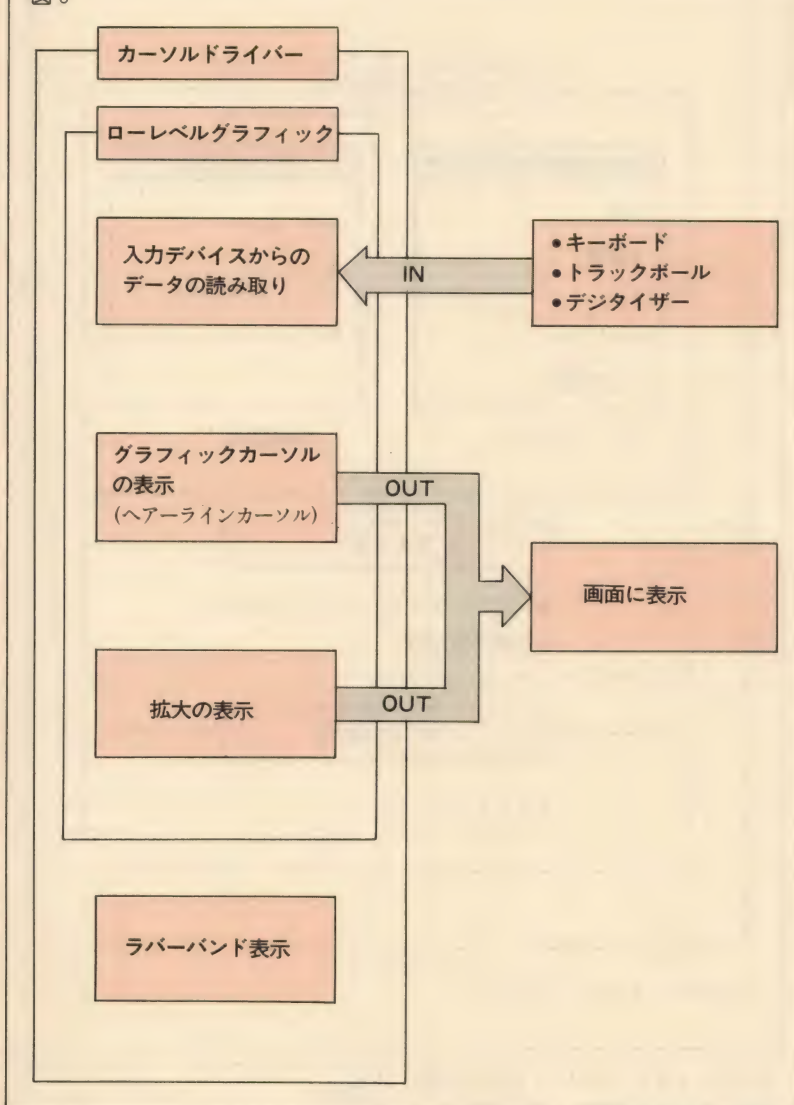 図。
カーソルドライバー
ローレベルグラフィック
入力デバイスからの
データの読み取り
IN
•キーボード
•トラックボール
•デジタイザー
グラフィックカーソル
の表示
(ヘアーラインカーソル)
OUT
画面に表示
拡大の表示
OUT
ラバーバンド表示